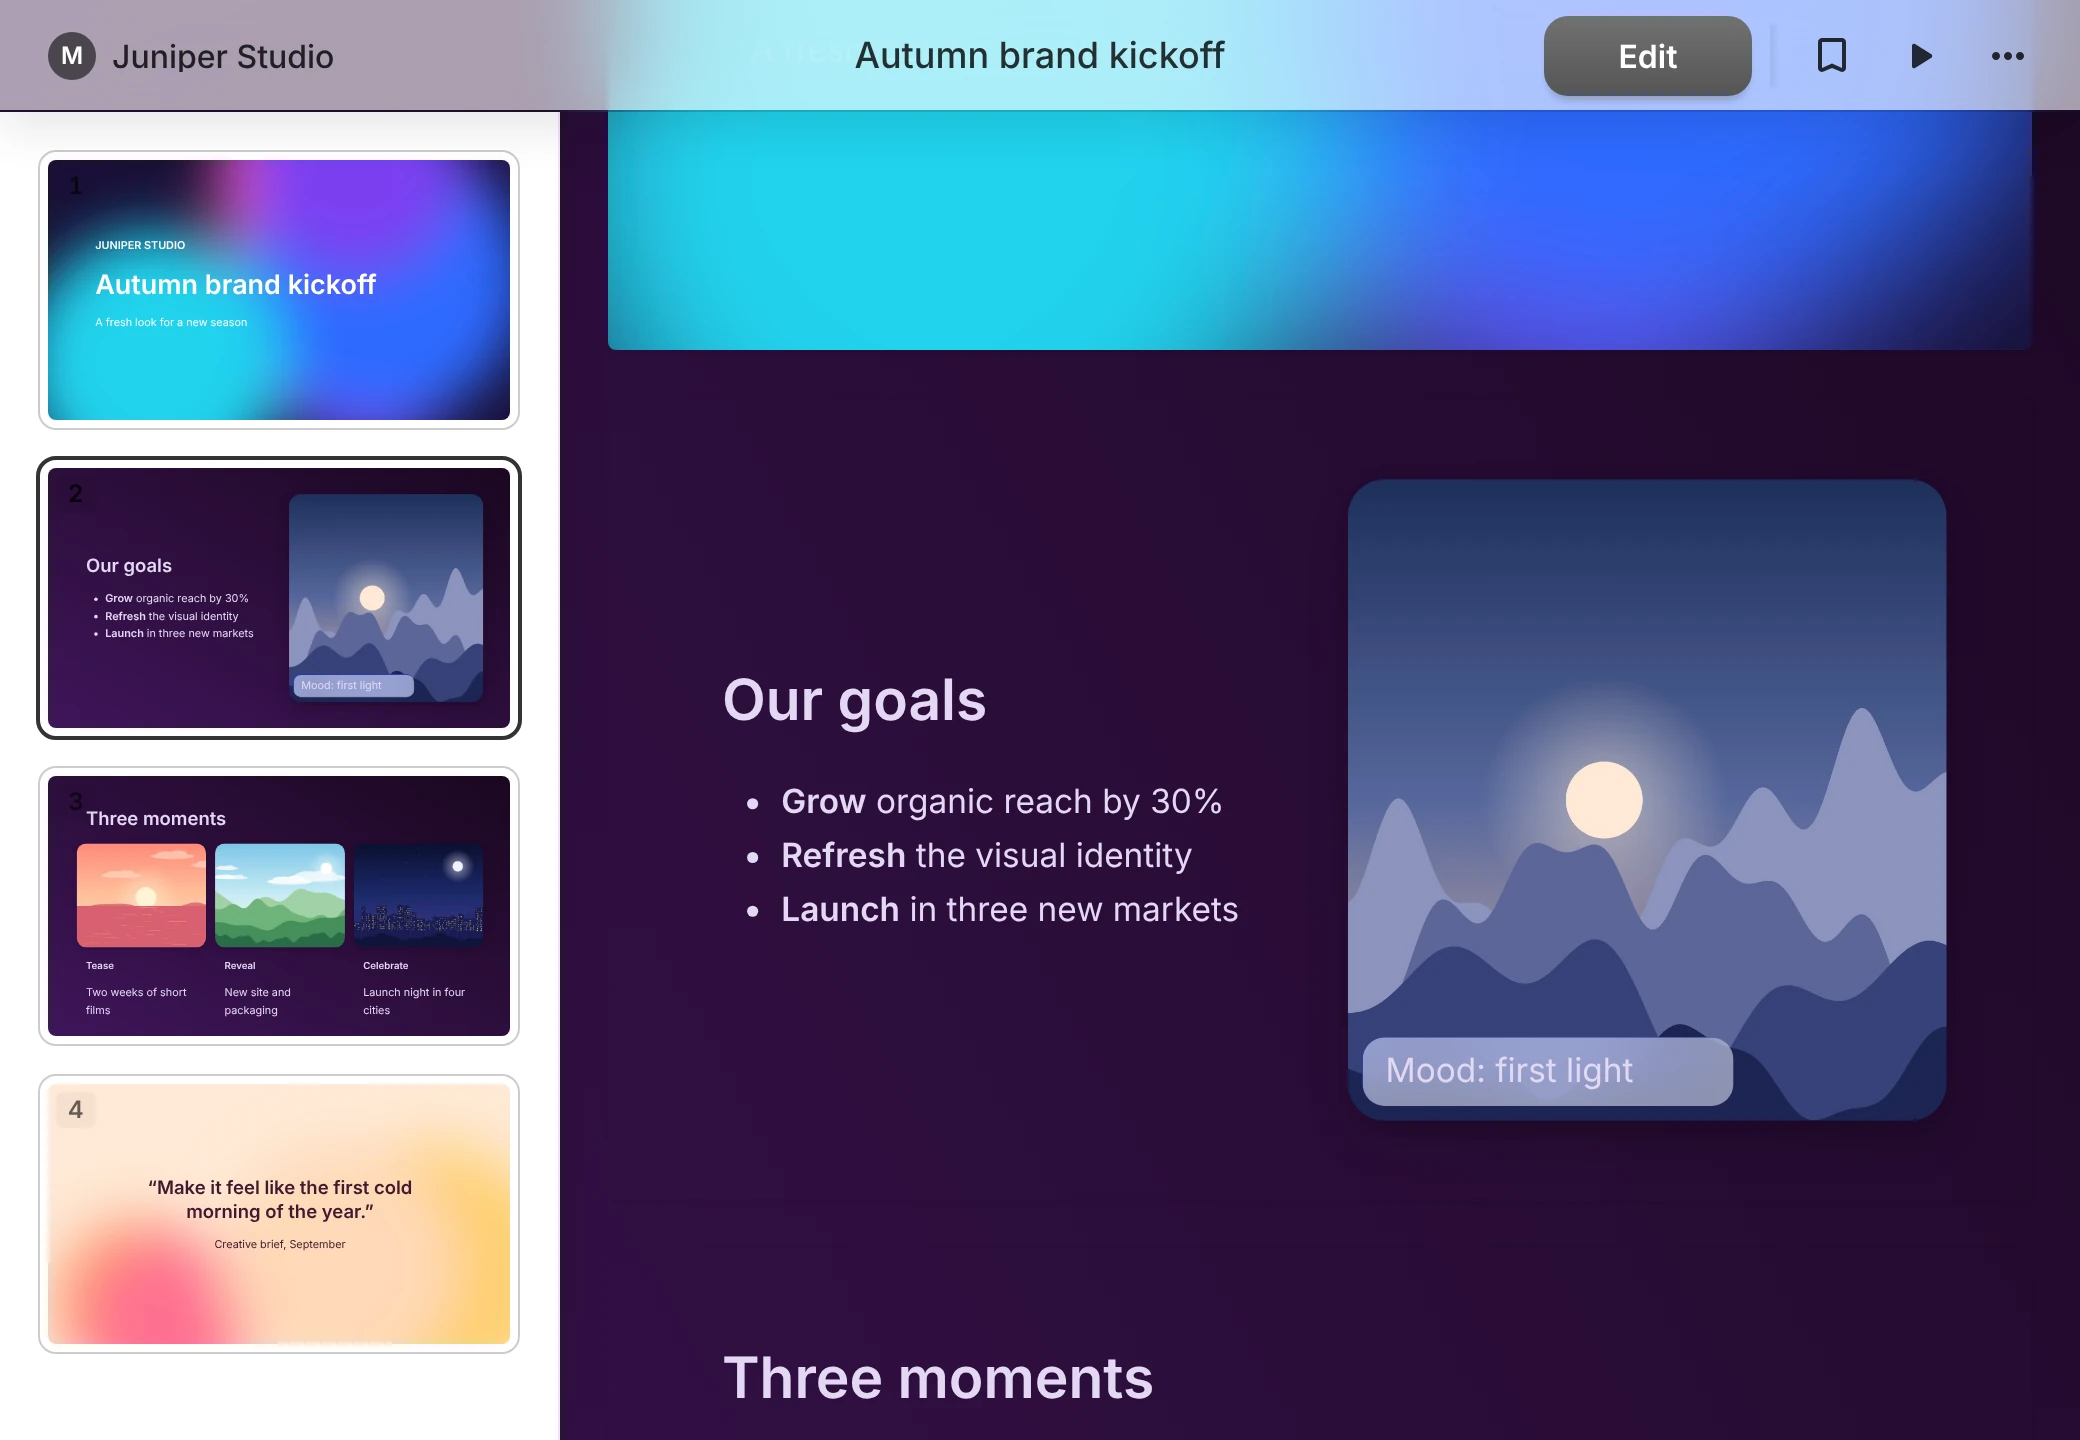 M Juniper Studio
Autumn brand kickoff
Edit
1
JUNIPER STUDIO
Autumn brand kickoff
A fresh look for a new season
2
Our goals
• Grow organic reach by 30%
• Refresh the visual identity
• Launch in three new markets
Mood: first light
3
Three moments
Tease
Two weeks of short
films
Reveal
New site and
packaging
Celebrate
Launch night in four
cities
4
“Make it feel like the first cold
morning of the year.”
Creative brief, September
Our goals
• Grow organic reach by 30%
• Refresh the visual identity
• Launch in three new markets
Mood: first light
Three moments